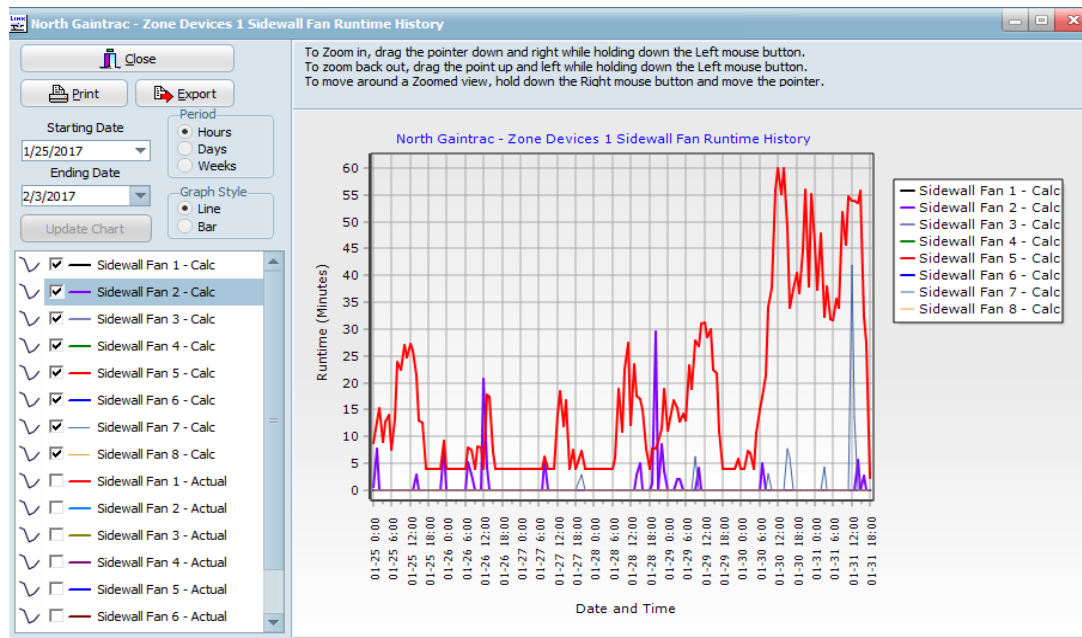 LINK
North Gaintrac - Zone Devices 1 Sidewall Fan Runtime History
Close
Print
Export
Starting Date
1/25/2017
Ending Date
2/3/2017
Update Chart
Period
Hours
Days
Weeks
Graph Style
Line
Bar
Sidewall Fan 1 - Calc
Sidewall Fan 2 - Calc
Sidewall Fan 3 - Calc
Sidewall Fan 4 - Calc
Sidewall Fan 5 - Calc
Sidewall Fan 6 - Calc
Sidewall Fan 7 - Calc
Sidewall Fan 8 - Calc
Sidewall Fan 1 - Actual
Sidewall Fan 2 - Actual
Sidewall Fan 3 - Actual
Sidewall Fan 4 - Actual
Sidewall Fan 5 - Actual
Sidewall Fan 6 - Actual
To Zoom in, drag the pointer down and right while holding down the Left mouse button.
To zoom back out, drag the point up and left while holding down the Left mouse button.
To move around a Zoomed view, hold down the Right mouse button and move the pointer.
North Gaintrac - Zone Devices 1 Sidewall Fan Runtime History
Runtime (Minutes)
60
55
50
45
40
35
30
25
20
15
10
5
0
01-25 0:00
01-25 6:00
01-25 12:00
01-25 18:00
01-26 0:00
01-26 6:00
01-26 12:00
01-26 18:00
01-27 0:00
01-27 6:00
01-27 12:00
01-27 18:00
01-28 0:00
01-28 6:00
01-28 12:00
01-28 18:00
01-29 0:00
01-29 6:00
01-29 12:00
01-29 18:00
01-30 0:00
01-30 6:00
01-30 12:00
01-30 18:00
01-31 0:00
01-31 6:00
01-31 12:00
01-31 18:00
Date and Time
Sidewall Fan 1 - Calc
Sidewall Fan 2 - Calc
Sidewall Fan 3 - Calc
Sidewall Fan 4 - Calc
Sidewall Fan 5 - Calc
Sidewall Fan 6 - Calc
Sidewall Fan 7 - Calc
Sidewall Fan 8 - Calc